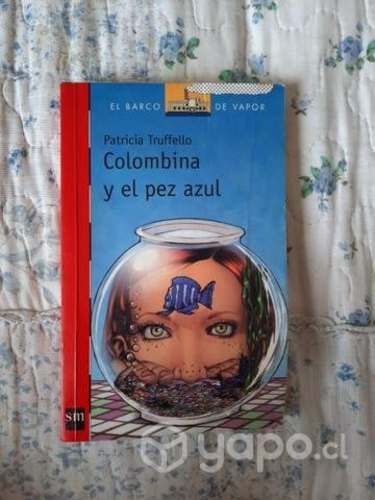 EL BARCO DE VAPOR
Patricia Truffello
Colombina
y el pez azul
sm
yapo.cl